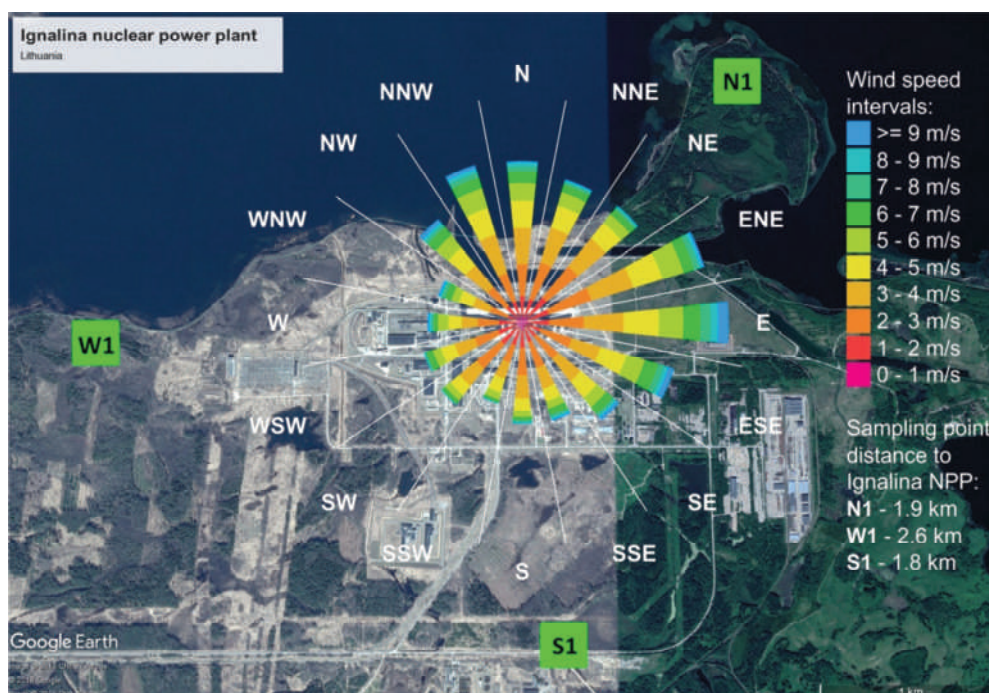 Ignalina nuclear power plant
Lithuania
N
NNW
NNE
N1
NW
NE
WNW
ENE
W
E
W1
WSW
ESE
SW
SE
SSW
S
SSE
S1
Wind speed
intervals:
>= 9 m/s
8 - 9 m/s
7 - 8 m/s
6 - 7 m/s
5 - 6 m/s
4 - 5 m/s
3 - 4 m/s
2 - 3 m/s
1 - 2 m/s
0 - 1 m/s
Sampling point
distance to
Ignalina NPP:
N1 - 1.9 km
W1 - 2.6 km
S1 - 1.8 km
Google Earth